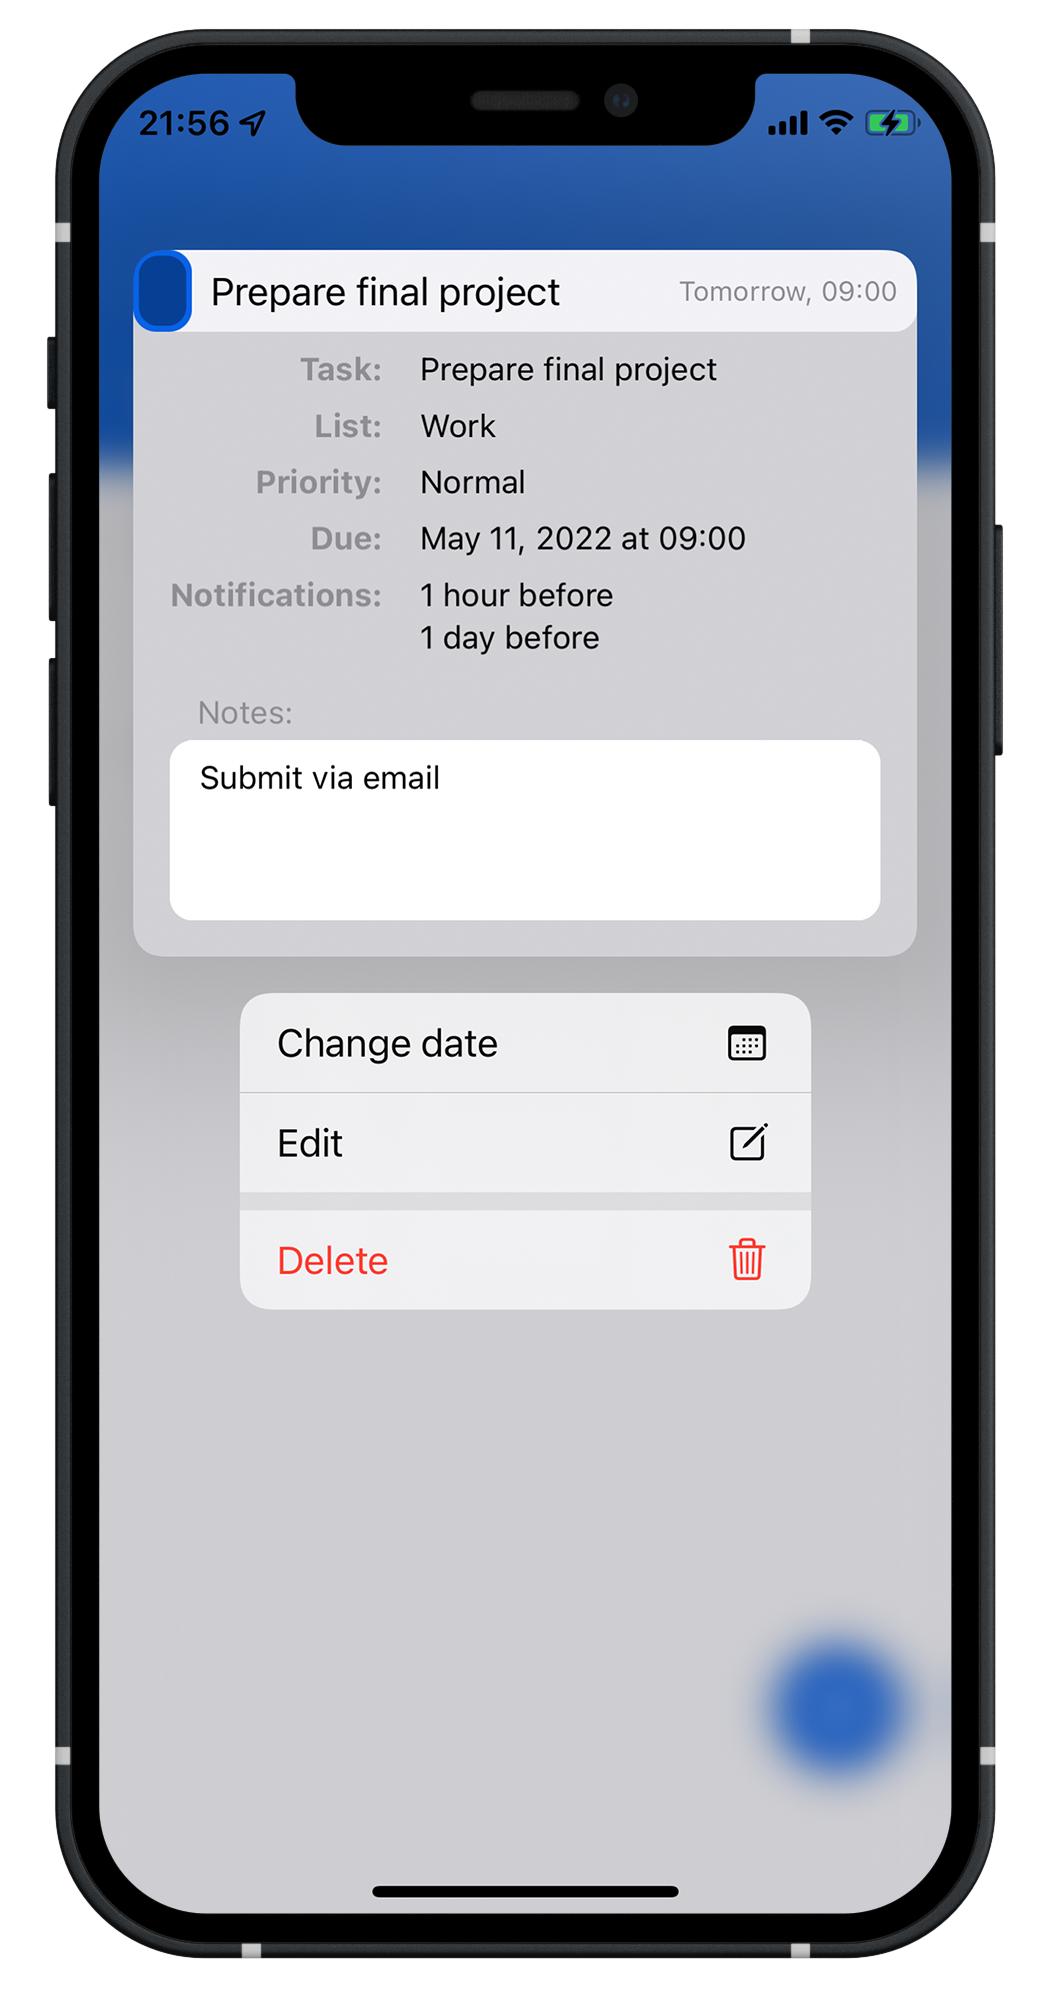 21:56
Prepare final project Tomorrow, 09:00
Task: Prepare final project
List: Work
Priority: Normal
Due: May 11, 2022 at 09:00
Notifications: 1 hour before
1 day before
Notes:
Submit via email
Change date
Edit
Delete